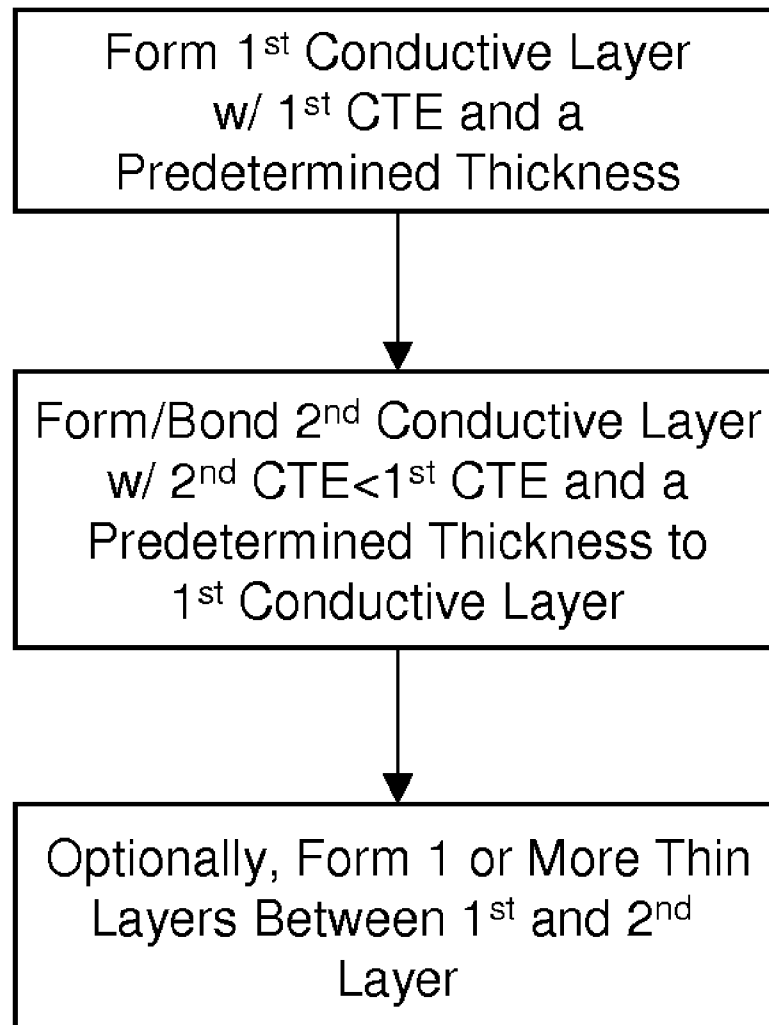 Form 1st Conductive Layer
w/ 1st CTE and a
Predetermined Thickness
Form/Bond 2nd Conductive Layer
w/ 2nd CTE<1st CTE and a
Predetermined Thickness to
1st Conductive Layer
Optionally, Form 1 or More Thin
Layers Between 1st and 2nd
Layer